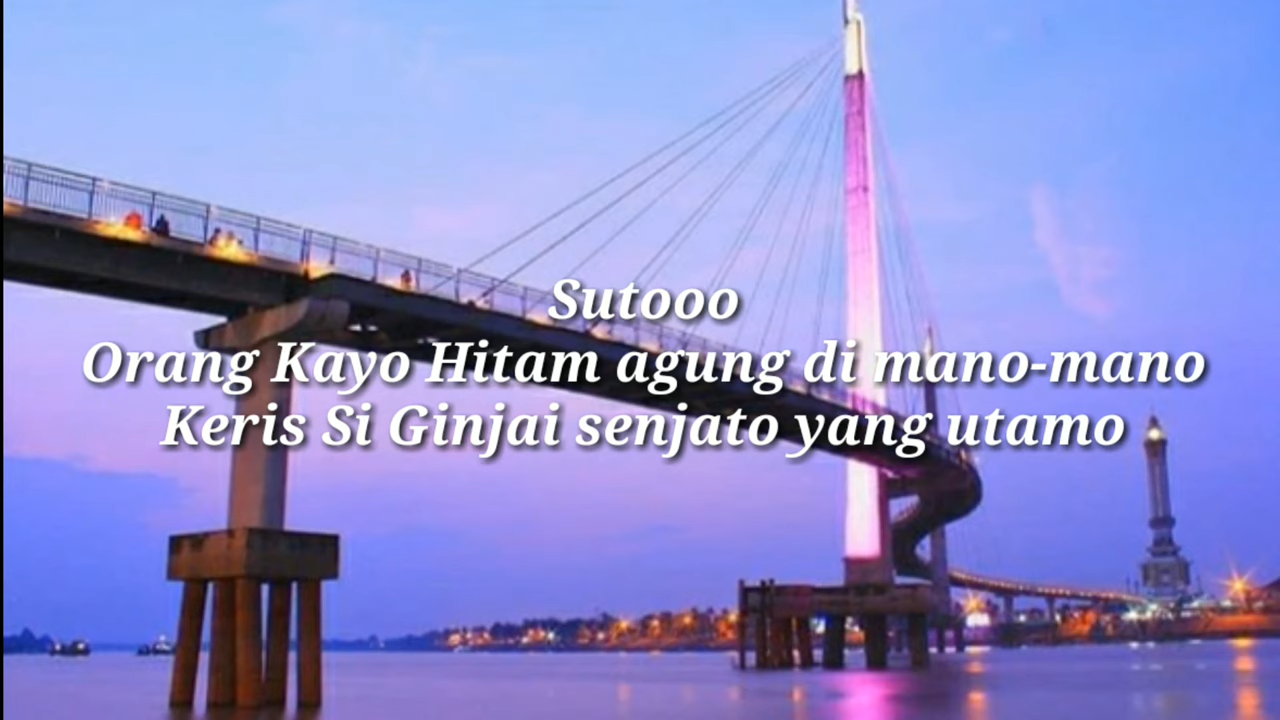 Sutooo
Orang Kayo Hitam agung di mano-mano
Keris Si Ginjai senjato yang utamo